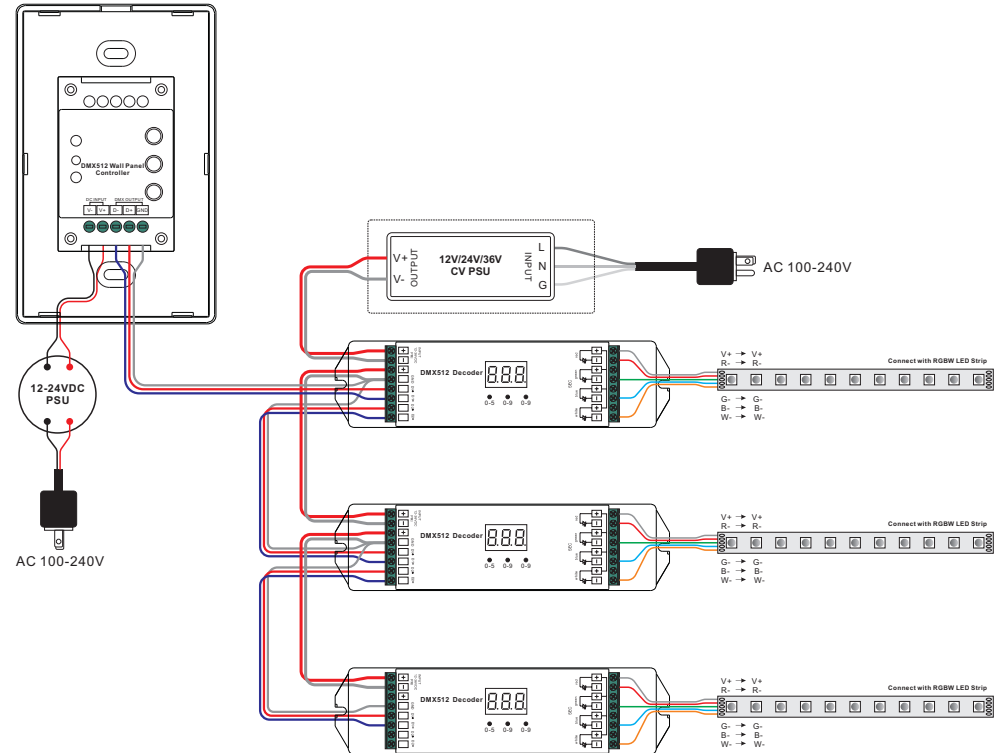 DMX512 Wall Panel
Controller
DC INPUT DMX OUTPUT
V- V+ D- D+ GND
12-24VDC
PSU
AC 100-240V
V+
V-
OUTPUT
12V/24V/36V
CV PSU
INPUT
L
N
G
AC 100-240V
DMX512 Decoder
0-5 0-9 0-9
V+ → V+
R- → R-
G- → G-
B- → B-
W- → W-
Connect with RGBW LED Strip
DMX512 Decoder
0-5 0-9 0-9
V+ → V+
R- → R-
G- → G-
B- → B-
W- → W-
Connect with RGBW LED Strip
DMX512 Decoder
0-5 0-9 0-9
V+ → V+
R- → R-
G- → G-
B- → B-
W- → W-
Connect with RGBW LED Strip